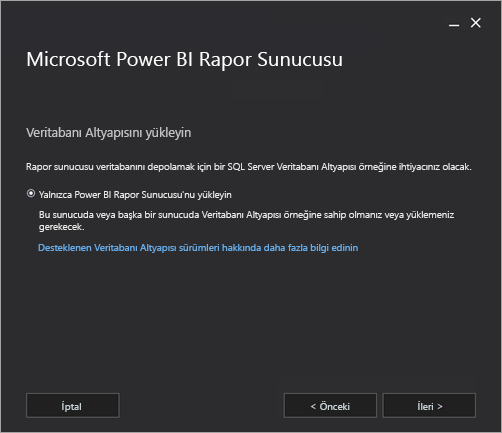 Microsoft Power BI Rapor Sunucusu
Veritabanı Altyapısını yükleyin
Rapor sunucusu veritabanını depolamak için bir SQL Server Veritabanı Altyapısı örneğine ihtiyacınız olacak.
Yalnızca Power BI Rapor Sunucusu'nu yükleyin
Bu sunucuda veya başka bir sunucuda Veritabanı Altyapısı örneğine sahip olmanız veya yüklemeniz
gerekecek.
Desteklenen Veritabanı Altyapısı sürümleri hakkında daha fazla bilgi edinin
İptal
< Önceki
İleri >